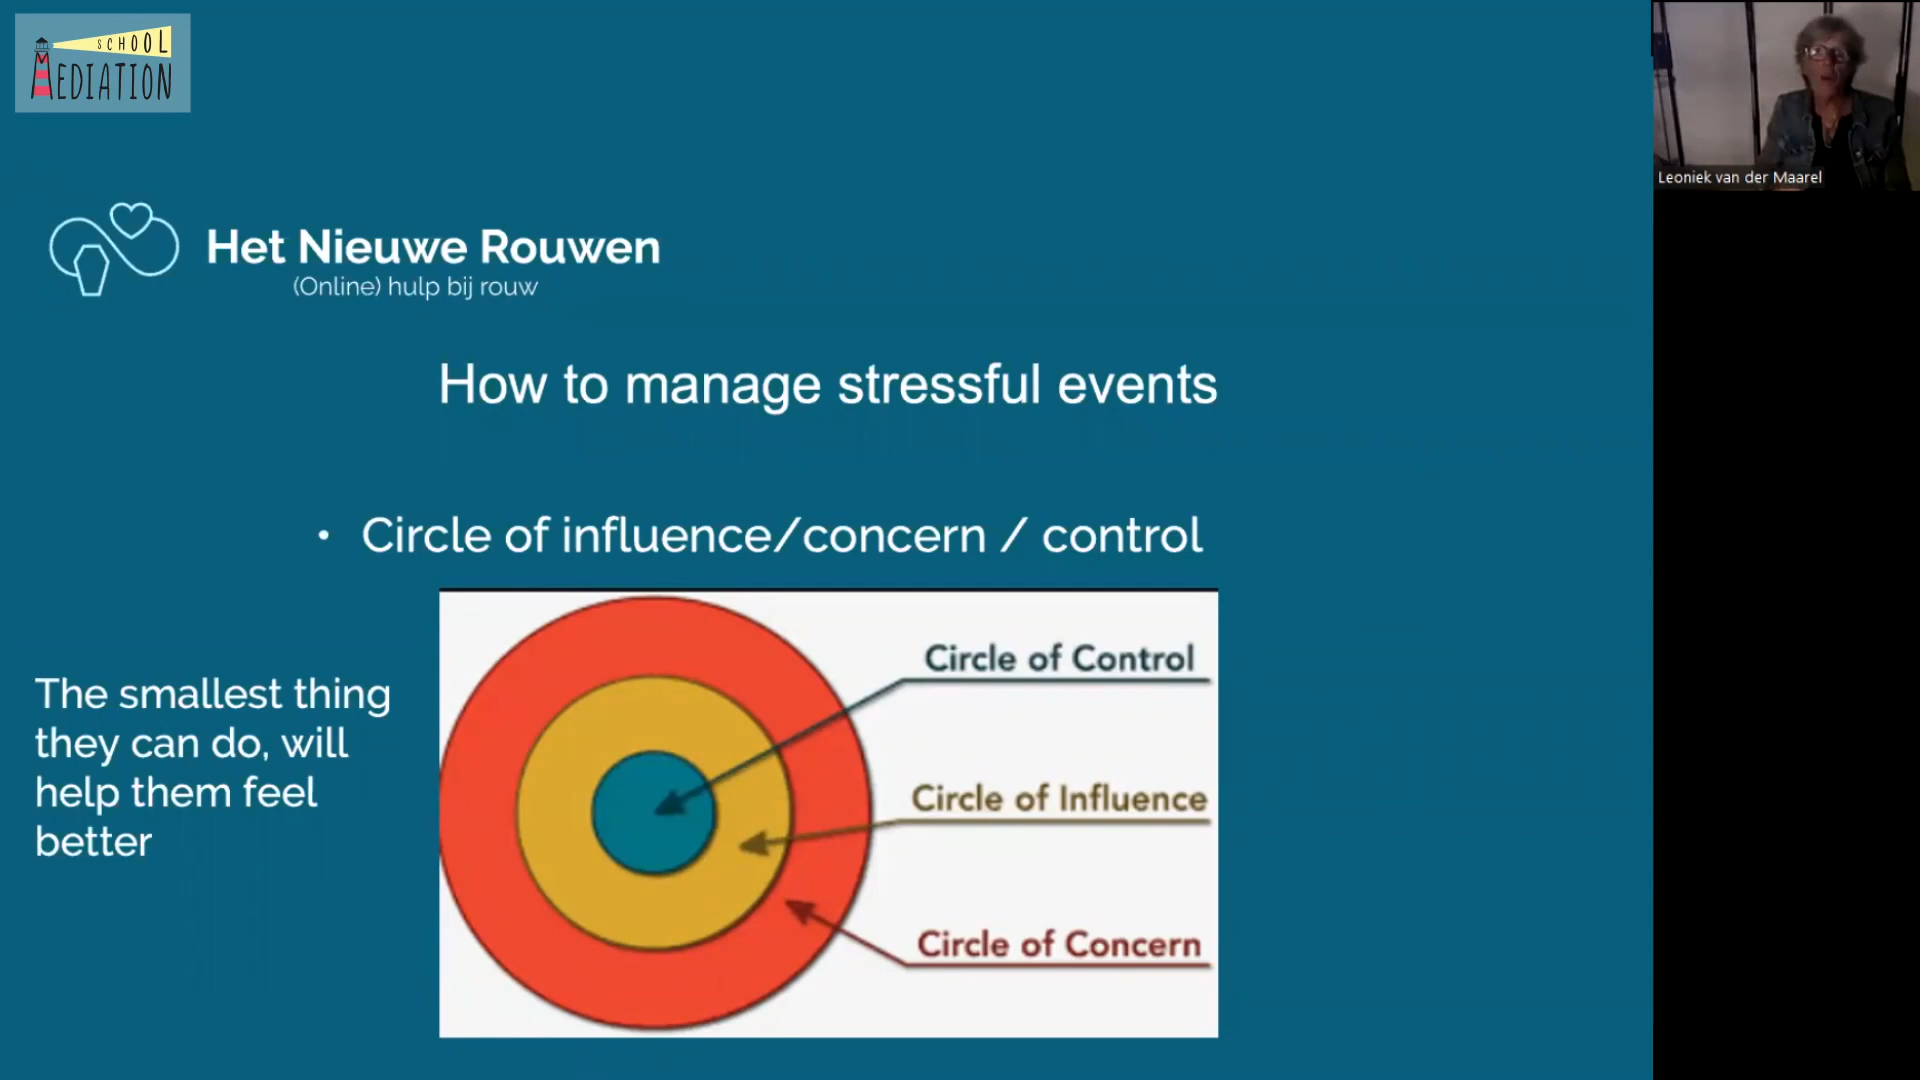 SCHOOL
MEDIATION
Leoniek van der Maarel
Het Nieuwe Rouwen
(Online) hulp bij rouw
How to manage stressful events
• Circle of influence/concern / control
The smallest thing
they can do, will
help them feel
better
Circle of Control
Circle of Influence
Circle of Concern